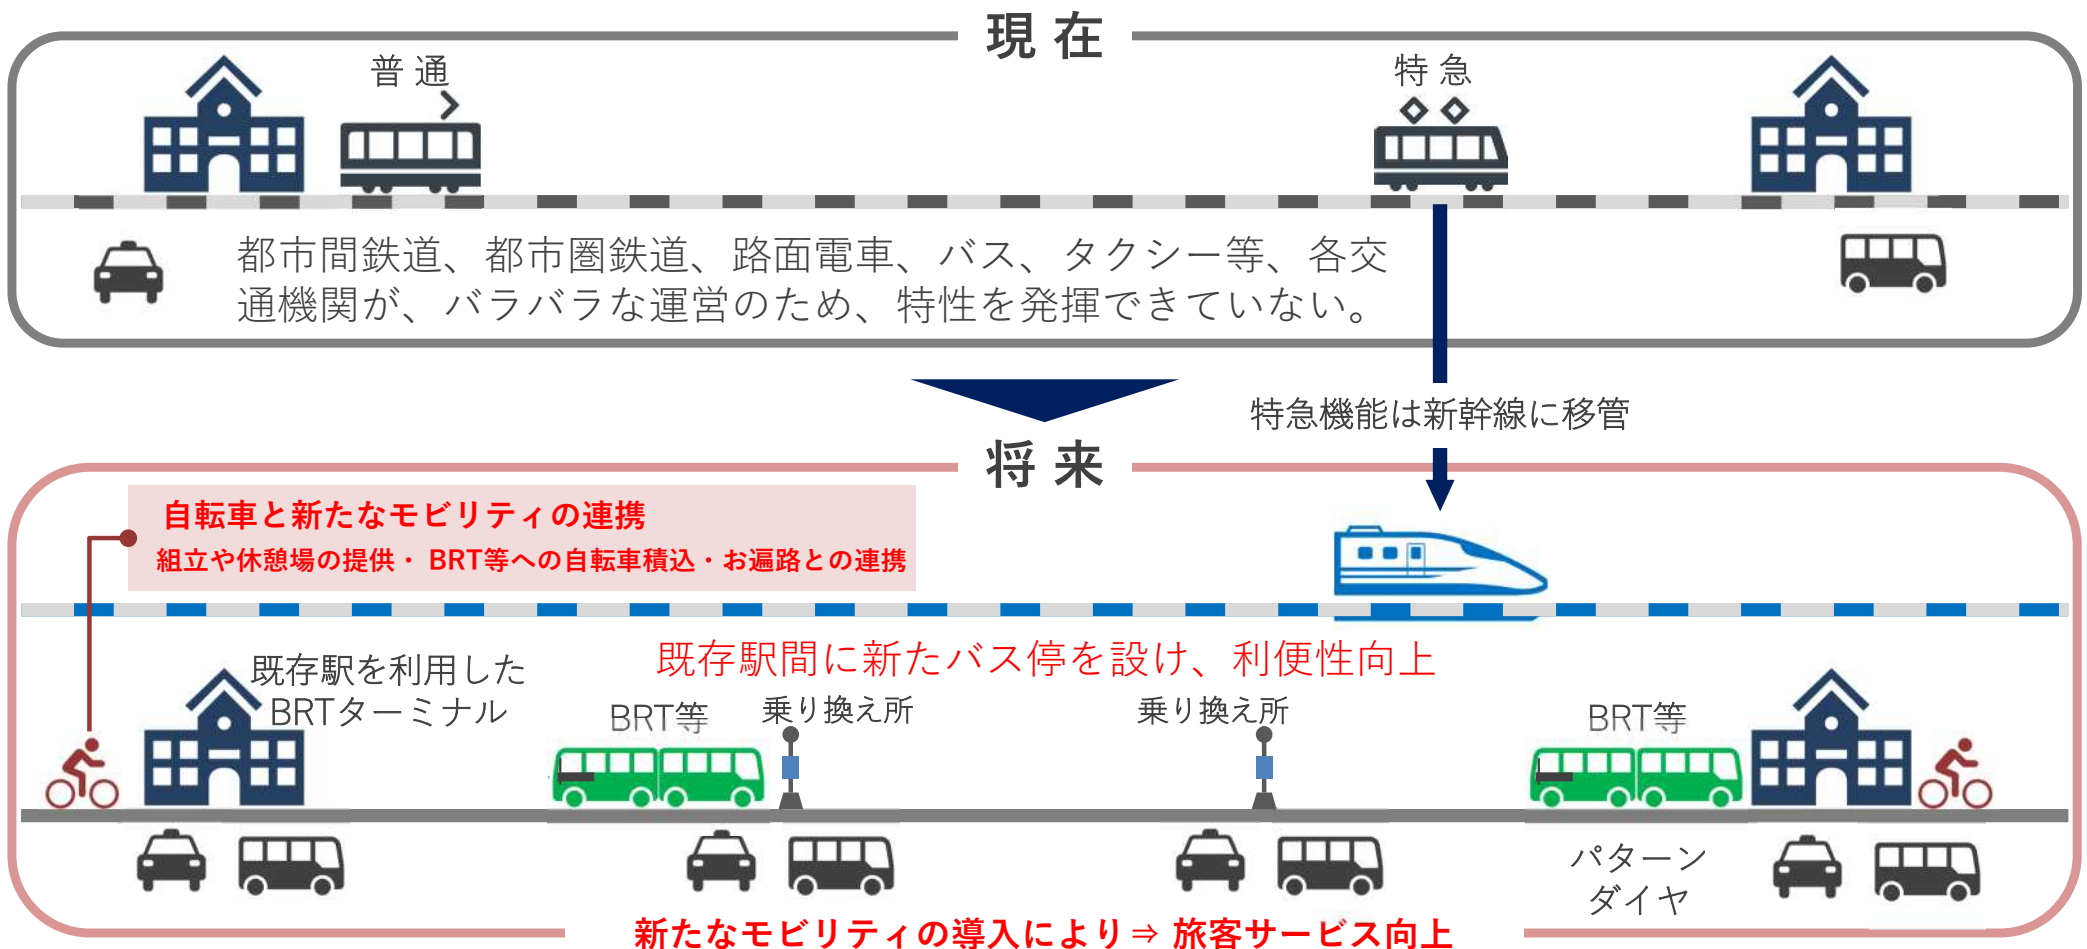 現 在
普 通
特 急
都市間鉄道、都市圏鉄道、路面電車、バス、タクシー等、各交
通機関が、バラバラな運営のため、特性を発揮できていない。
特急機能は新幹線に移管
将 来
自転車と新たなモビリティの連携
組立や休憩場の提供・ BRT等への自転車積込・お遍路との連携
既存駅間に新たバス停を設け、利便性向上
既存駅を利用した
BRTターミナル
BRT等
乗り換え所
乗り換え所
BRT等
パターン
ダイヤ
新たなモビリティの導入により⇒ 旅客サービス向上